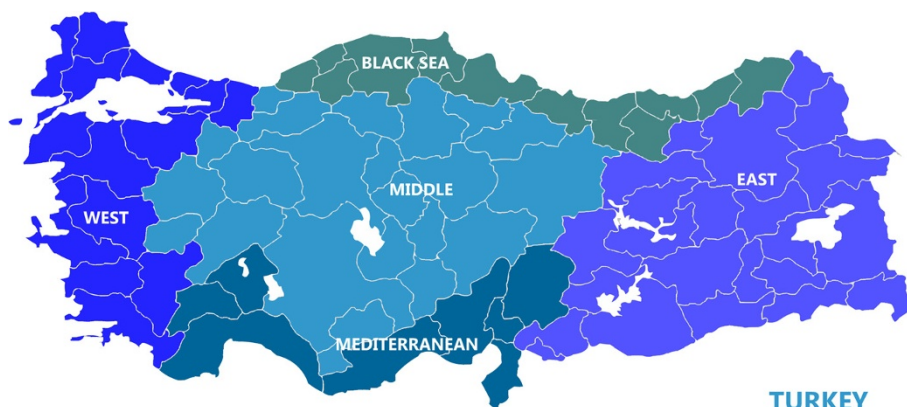 BLACK SEA
MIDDLE
EAST
WEST
MEDITERRANEAN
TURKEY